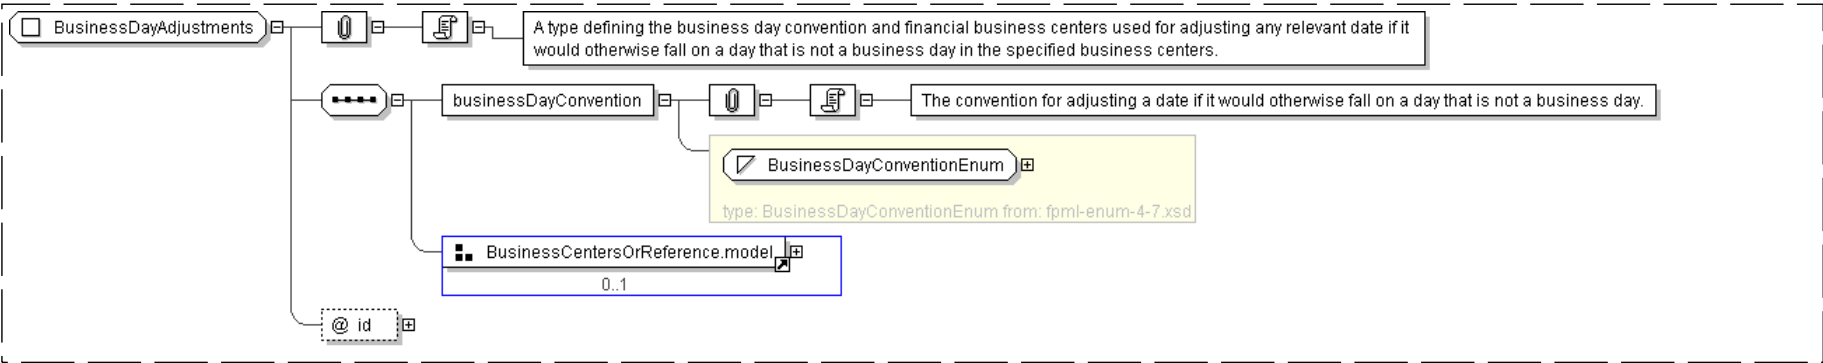 BusinessDayAdjustments
A type defining the business day convention and financial business centers used for adjusting any relevant date if it
would otherwise fall on a day that is not a business day in the specified business centers.
businessDayConvention
The convention for adjusting a date if it would otherwise fall on a day that is not a business day.
BusinessDayConventionEnum
type: BusinessDayConventionEnum from: fpml-enum-4-7.xsd
BusinessCentersOrReference.model
0..1
@ id